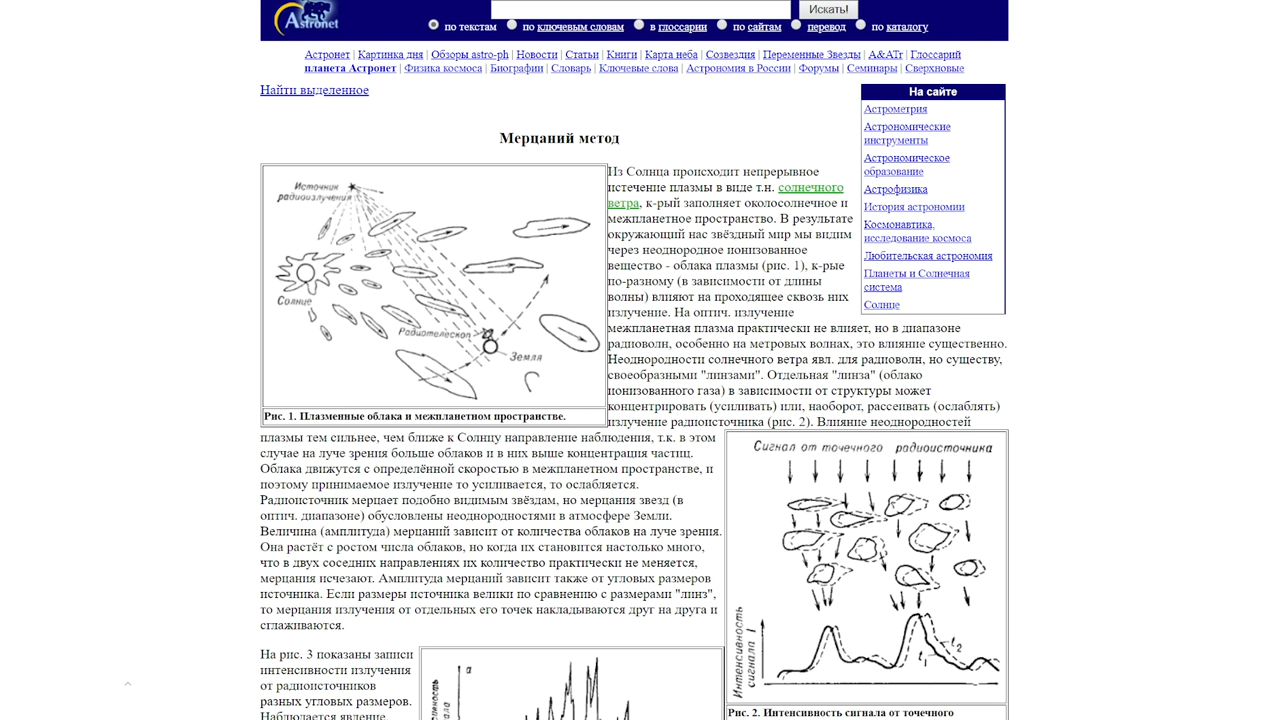 Astronet
Искать!
по текстам по ключевым словам в глоссарии по сайтам перевод по каталогу
Астронет | Картинка дня | Обзоры astro-ph | Новости | Статьи | Книги | Карта неба | Созвездия | Переменные Звезды | A&ATr | Глоссарий
планета Астронет | Физика космоса | Биографии | Словарь | Ключевые слова | Астрономия в России | Форумы | Семинары | Сверхновые
Найти выделенное
На сайте
Астрометрия
Астрономические
инструменты
Астрономическое
образование
Астрофизика
История астрономии
Космонавтика,
исследование космоса
Любительская астрономия
Планеты и Солнечная
система
Солнце
Мерцаний метод
Источник
радиоизлучения
Солнце
Радиотелескоп
Земля
Рис. 1. Плазменные облака и межпланетном пространстве.
Из Солнца происходит непрерывное
истечение плазмы в виде т.н. солнечного
ветра, к-рый заполняет околосолнечное и
межпланетное пространство. В результате
окружающий нас звёздный мир мы видим
через неоднородное ионизованное
вещество - облака плазмы (рис. 1), к-рые
по-разному (в зависимости от длины
волны) влияют на проходящее сквозь них
излучение. На оптич. излучение
межпланетная плазма практически не влияет, но в диапазоне
радиоволн, особенно на метровых волнах, это влияние существенно.
Неоднородности солнечного ветра явл. для радиоволн, но существу,
своеобразными "линзами". Отдельная "линза" (облако
ионизованного газа) в зависимости от структуры может
концентрировать (усиливать) или, наоборот, рассеивать (ослаблять)
излучение радиоисточника (рис. 2). Влияние неоднородностей
плазмы тем сильнее, чем ближе к Солнцу направление наблюдения, т.к. в этом
случае на луче зрения больше облаков и в них выше концентрация частиц.
Облака движутся с определённой скоростью в межпланетном пространстве, и
поэтому принимаемое излучение то усиливается, то ослабляется.
Радиоисточник мерцает подобно видимым звёздам, но мерцания звезд (в
оптич. диапазоне) обусловлены неоднородностями в атмосфере Земли.
Величина (амплитуда) мерцаний зависит от количества облаков на луче зрения.
Она растёт с ростом числа облаков, но когда их становится настолько много,
что в двух соседних направлениях их количество практически не меняется,
мерцания исчезают. Амплитуда мерцаний зависит также от угловых размеров
источника. Если размеры источника велики по сравнению с размерами "линз",
то мерцания излучения от отдельных его точек накладываются друг на друга и
сглаживаются.
Сигнал от точечного радиоисточника
Интенсивность
сигнала I
t₁
t₂
Рис. 2. Интенсивность сигнала от точечного
На рис. 3 показаны записи
интенсивности излучения
от радиоисточников
разных угловых размеров.
Наблюдается явление
а